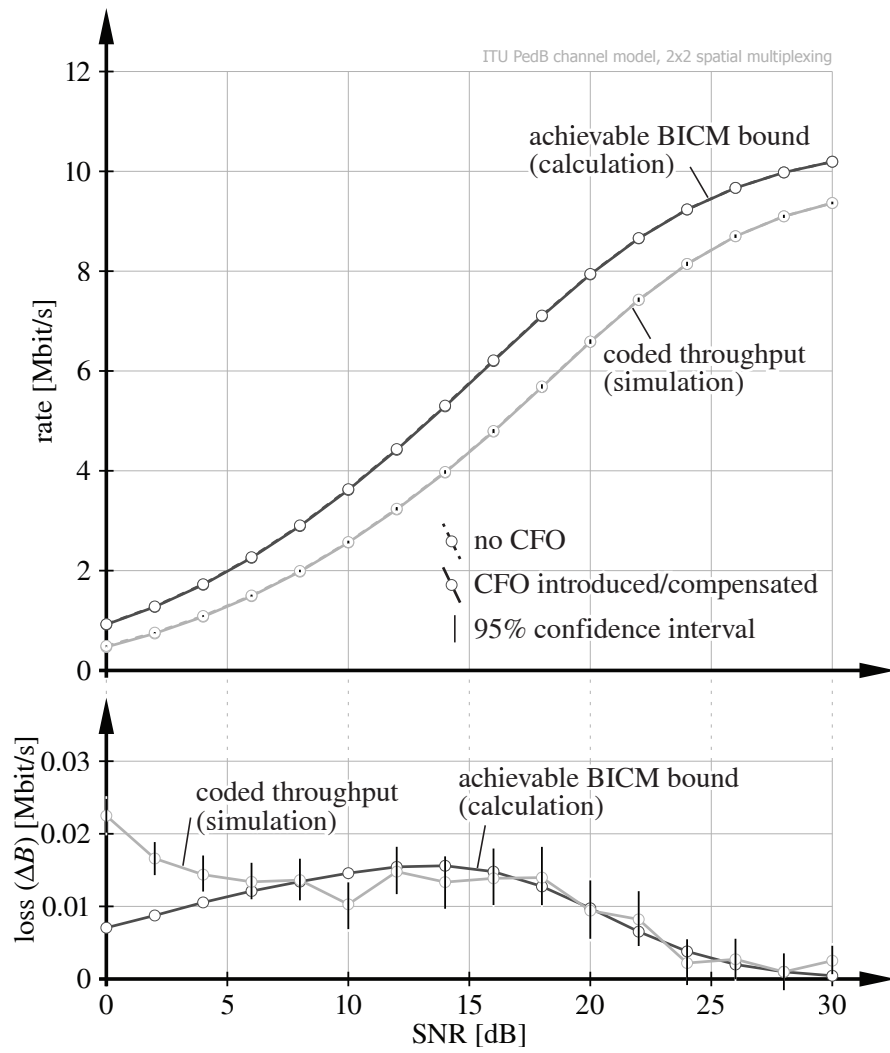 ITU PedB channel model, 2x2 spatial multiplexing
12
achievable BICM bound
(calculation)
10
8
rate [Mbit/s]
6
coded throughput
(simulation)
4
no CFO
2
CFO introduced/compensated
95% confidence interval
0
loss (ΔB) [Mbit/s]
0.03
achievable BICM bound
(calculation)
coded throughput
(simulation)
0.02
0.01
0
0 5 10 15 20 25 30
SNR [dB]